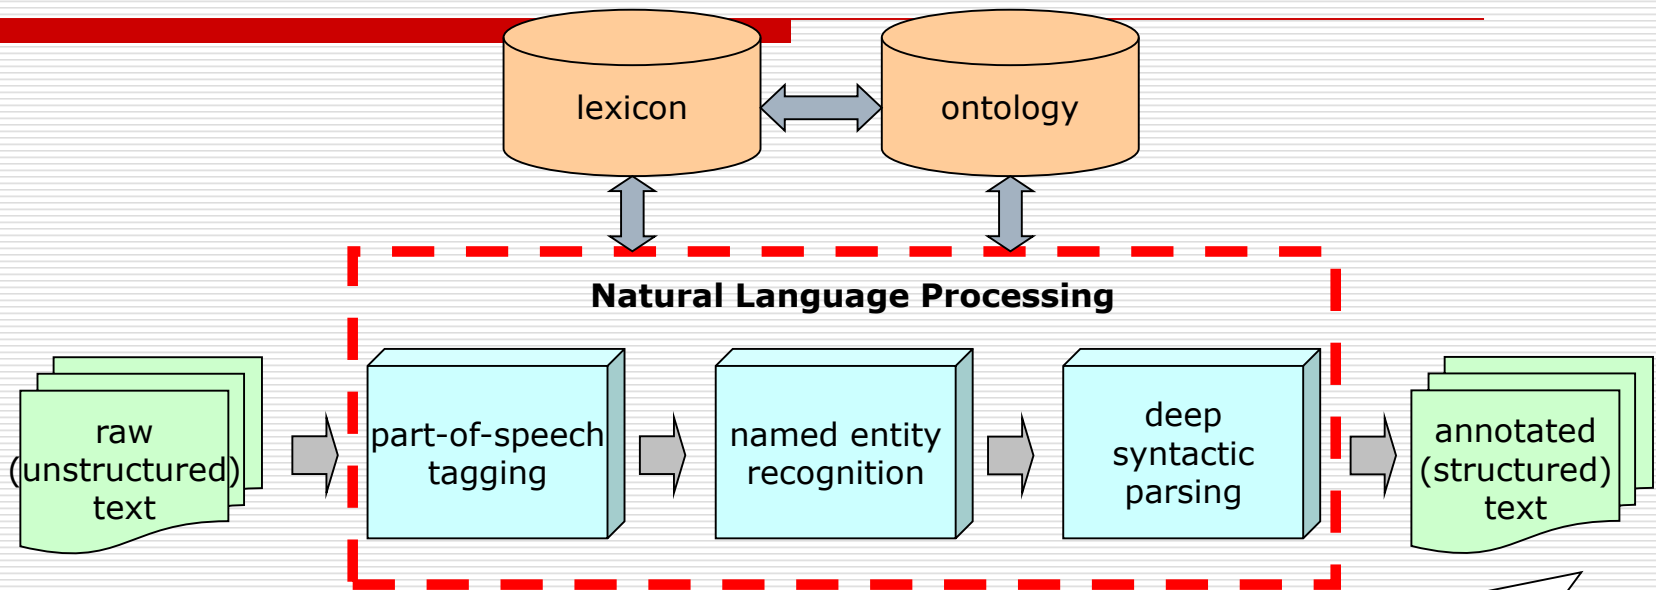 lexicon
ontology
Natural Language Processing
raw
(unstructured)
text
part-of-speech
tagging
named entity
recognition
deep
syntactic
parsing
annotated
(structured)
text